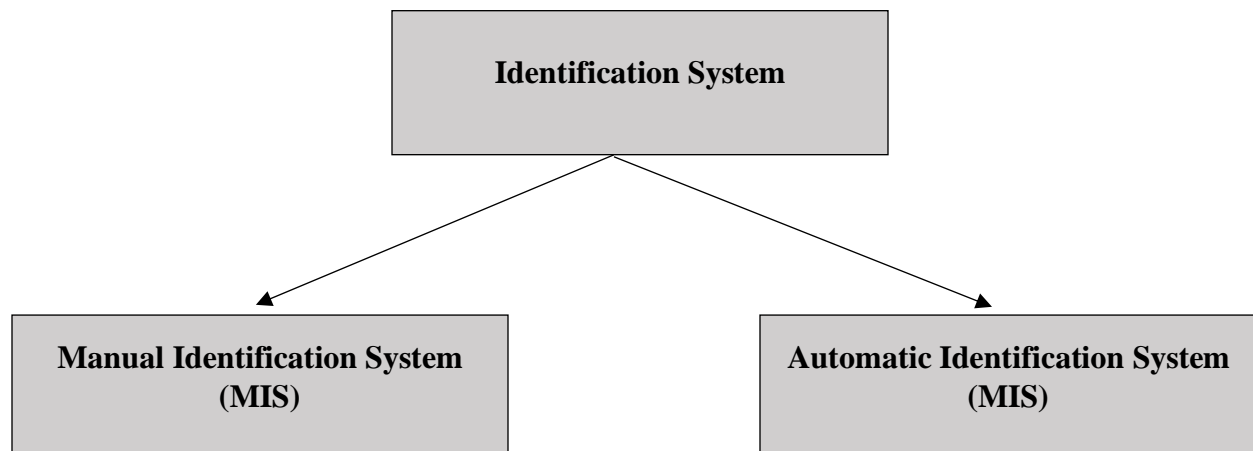 Identification System
Manual Identification System
(MIS)
Automatic Identification System
(MIS)